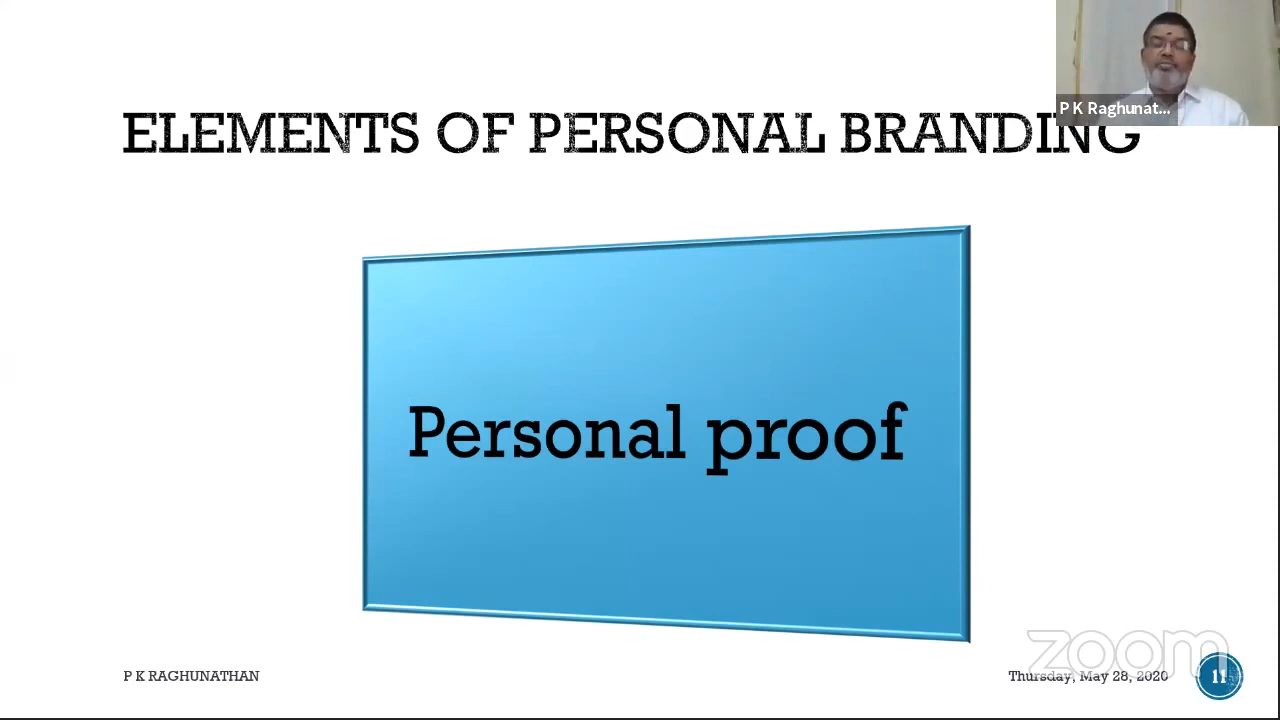 P K Raghunat...
ELEMENTS OF PERSONAL BRANDING
Personal proof
zoom
P K RAGHUNATHAN
Thursday, May 28, 2020
11